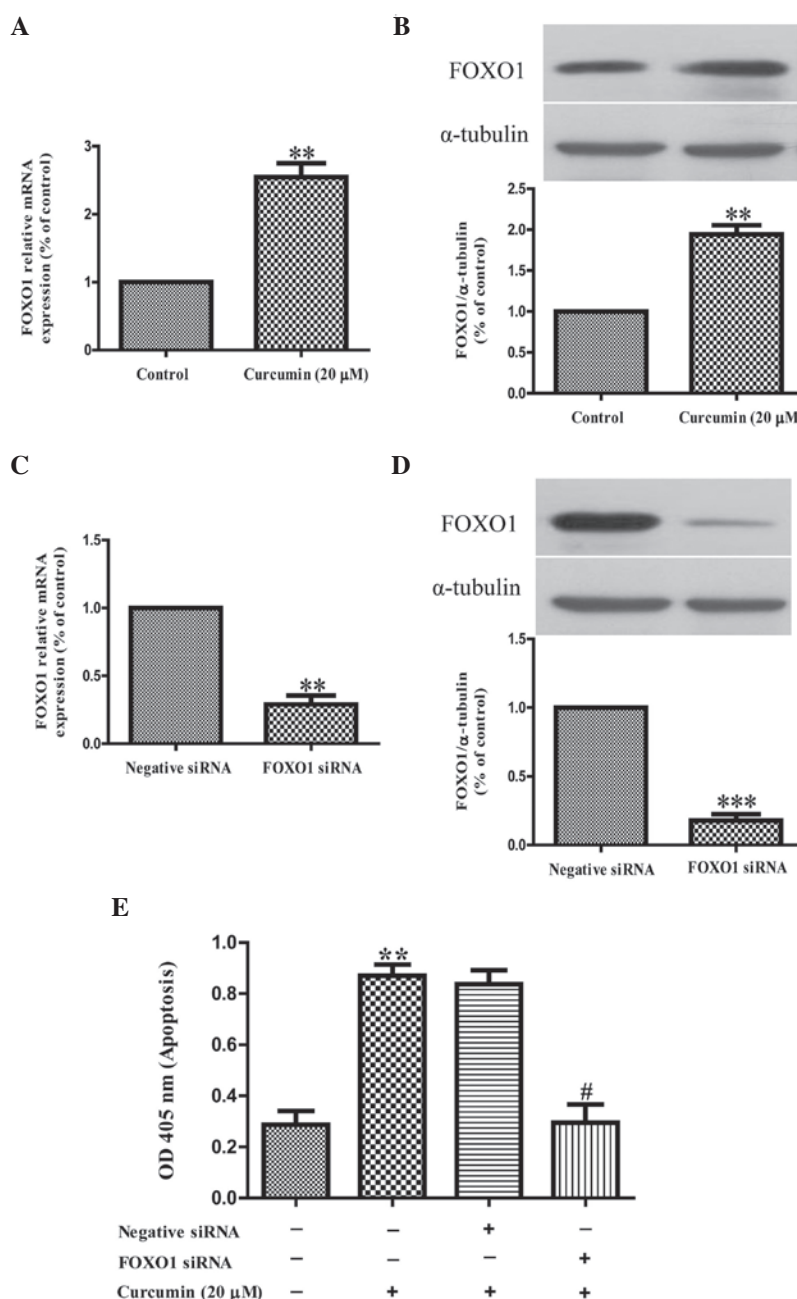 A
FOXO1 relative mRNA
expression (% of control)
3
2
1
0
**
Control
Curcumin (20 μM)
B
FOXO1
α-tubulin
FOXO1/α-tubulin
(% of control)
2.5
2.0
1.5
1.0
0.5
0.0
**
Control
Curcumin (20 μM
C
FOXO1 relative mRNA
expression (% of control)
1.5
1.0
0.5
0.0
**
Negative siRNA
FOXO1 siRNA
D
FOXO1
α-tubulin
FOXO1/α-tubulin
(% of control)
1.5
1.0
0.5
0.0
***
Negative siRNA
FOXO1 siRNA
E
OD 405 nm (Apoptosis)
1.0
0.8
0.6
0.4
0.2
0.0
**
#
Negative siRNA – – + –
FOXO1 siRNA – – – +
Curcumin (20 μM) – + + +